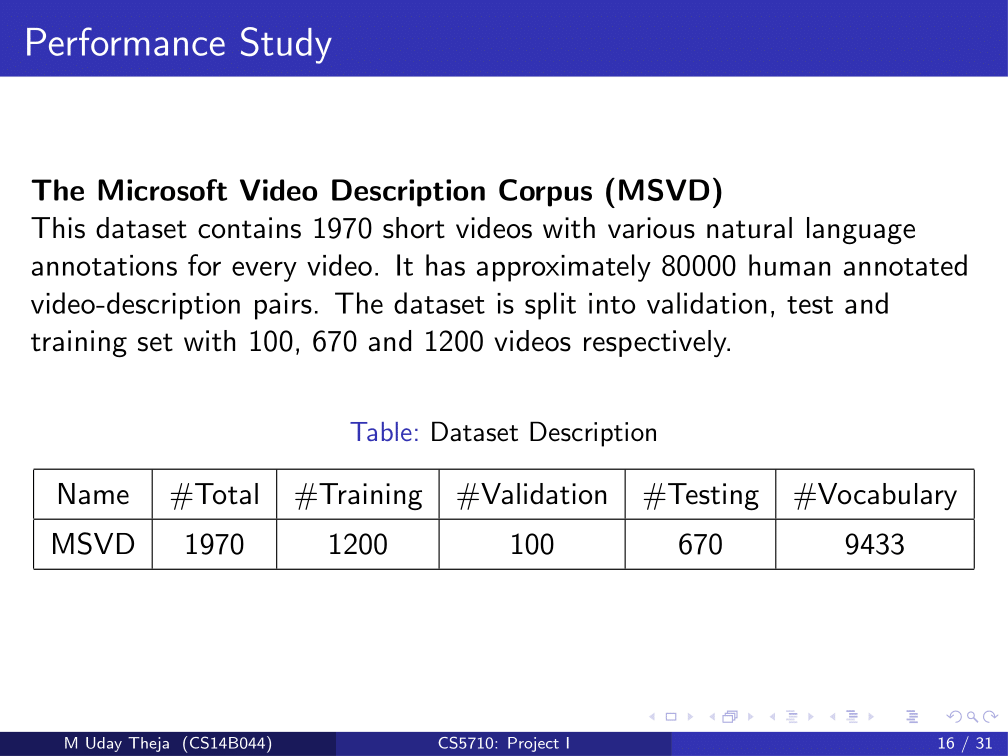 Performance Study
The Microsoft Video Description Corpus (MSVD)
This dataset contains 1970 short videos with various natural language
annotations for every video. It has approximately 80000 human annotated
video-description pairs. The dataset is split into validation, test and
training set with 100, 670 and 1200 videos respectively.
Table: Dataset Description
Name #Total #Training #Validation #Testing #Vocabulary
MSVD 1970 1200 100 670 9433
M Uday Theja (CS14B044) CS5710: Project I 16 / 31